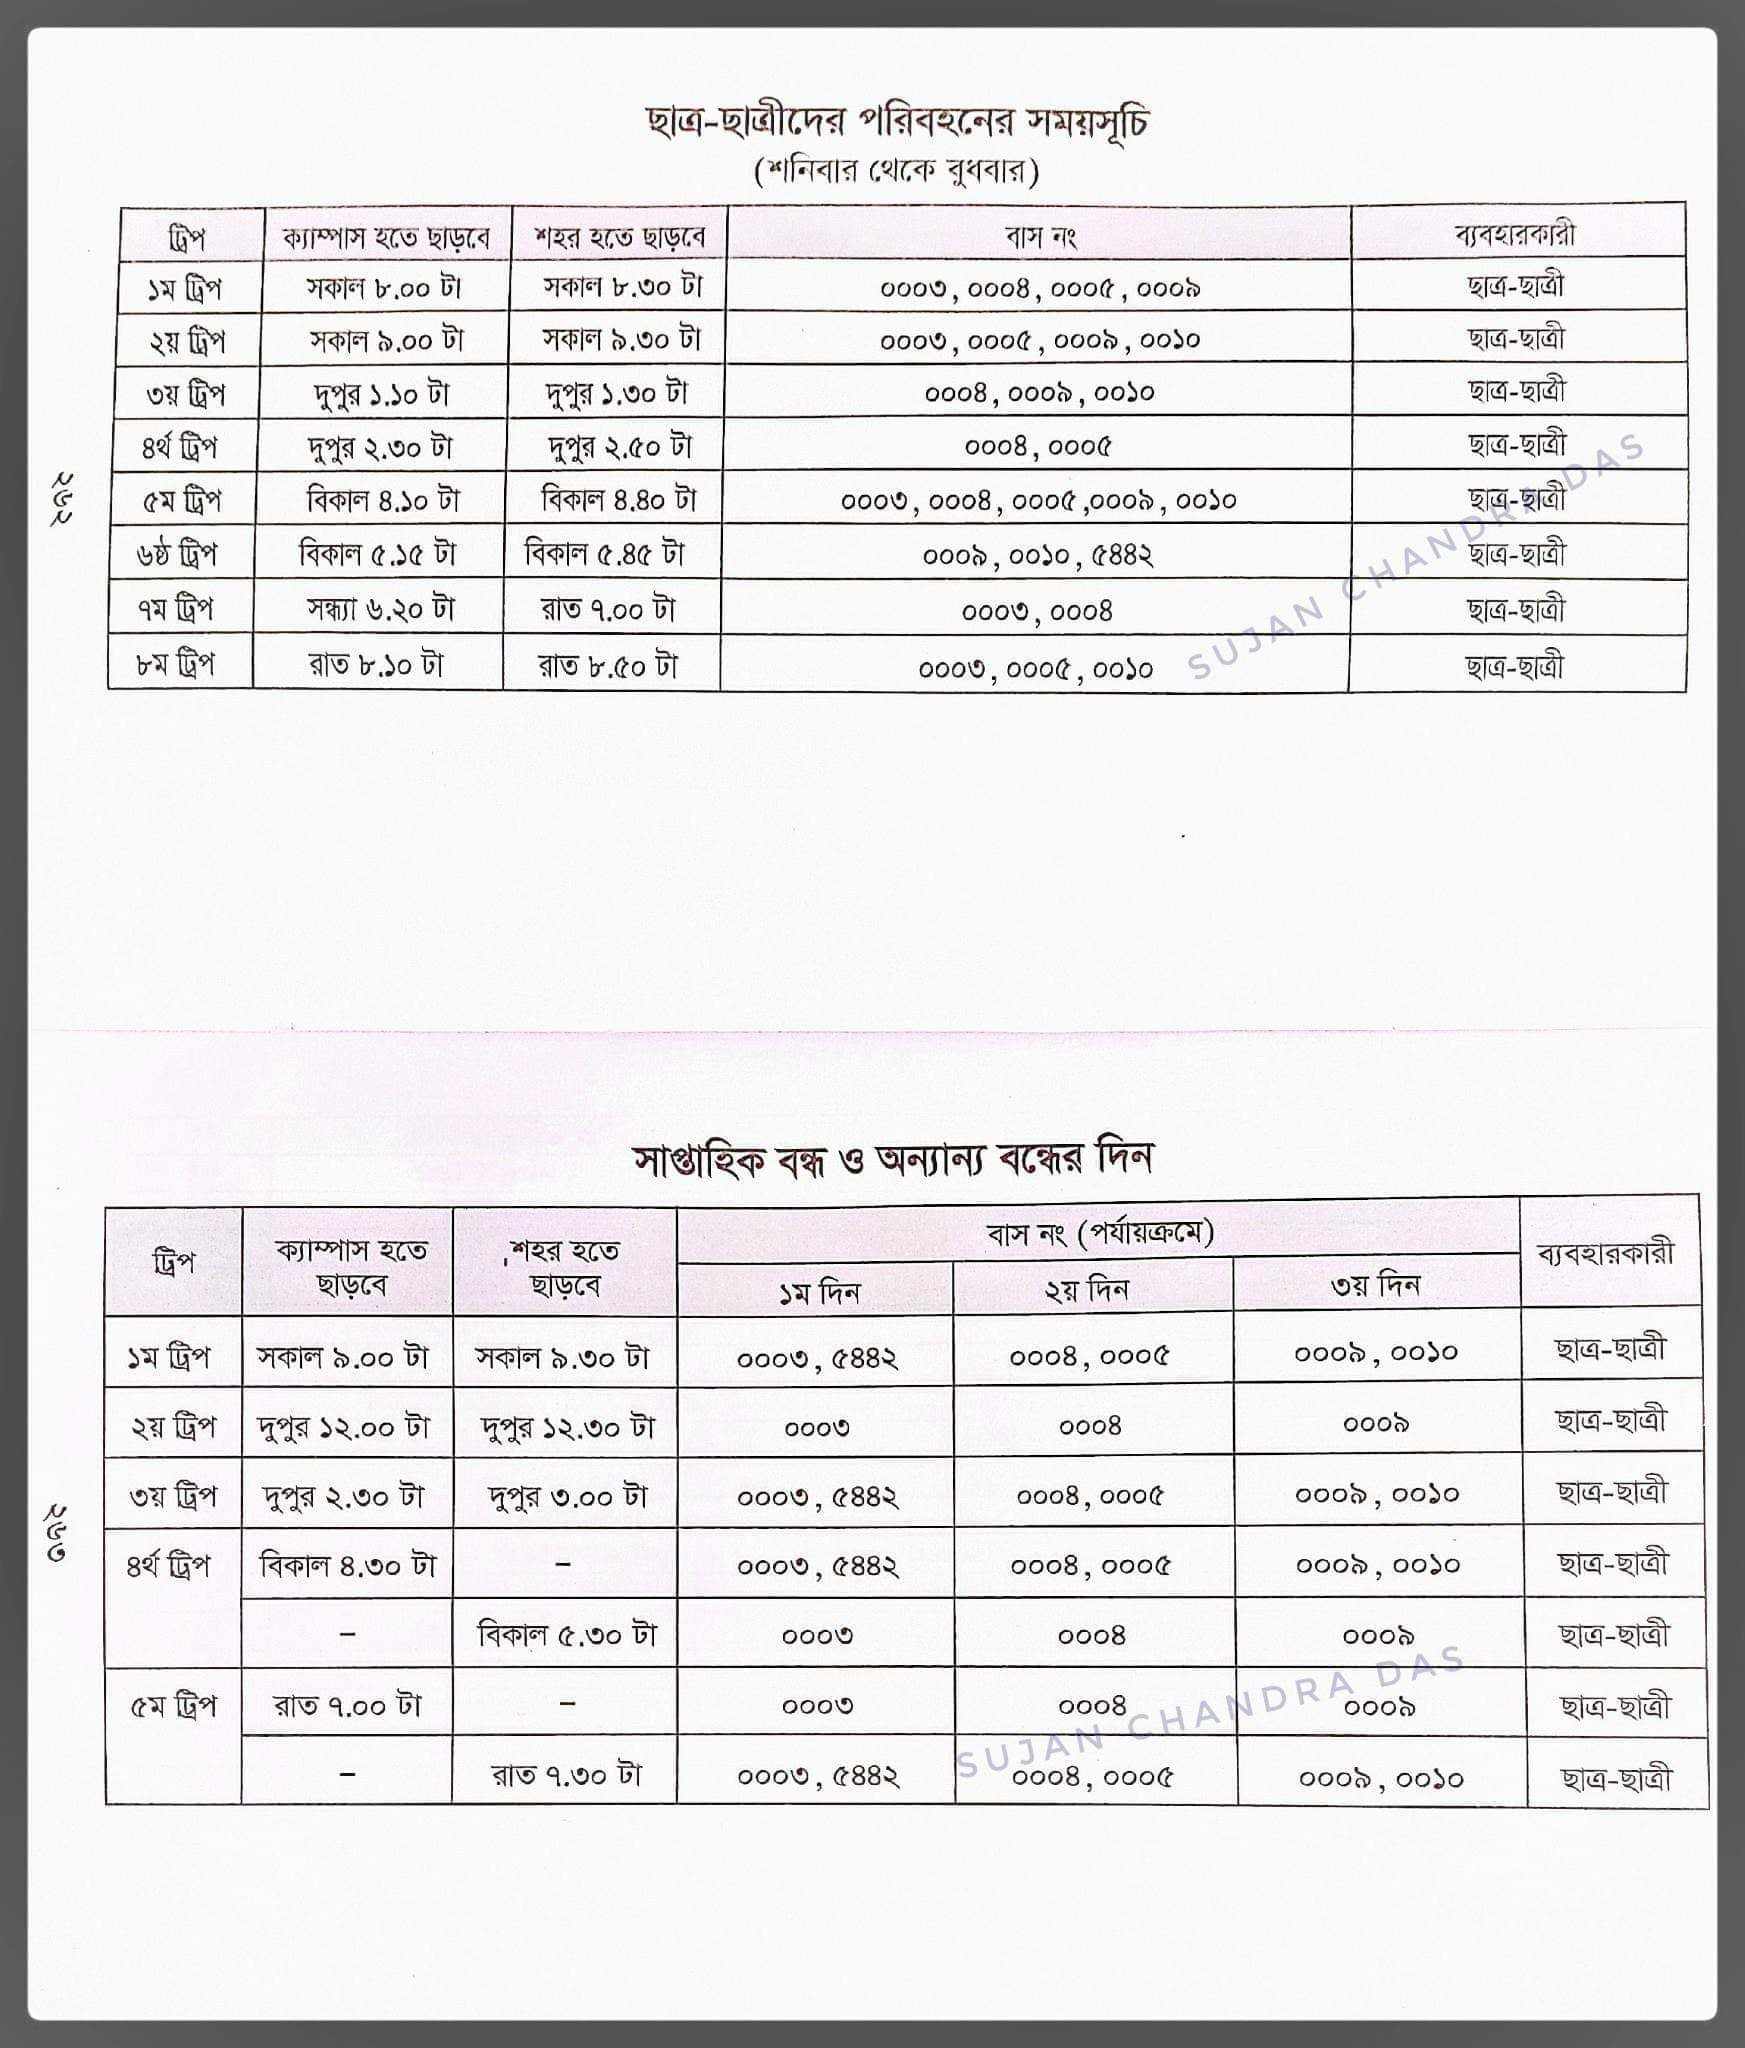 ছাত্র-ছাত্রীদের পরিবহনের সময়সূচি
(শনিবার থেকে বুধবার)
ট্রিপ ক্যাম্পাস হতে ছাড়বে শহর হতে ছাড়বে বাস নং ব্যবহারকারী
১ম ট্রিপ সকাল ৮.০০ টা সকাল ৮.৩০ টা ০০০৩, ০০০৪, ০০০৫, ০০০৯ ছাত্র-ছাত্রী
২য় ট্রিপ সকাল ৯.০০ টা সকাল ৯.৩০ টা ০০০৩, ০০০৫, ০০০৯, ০০১০ ছাত্র-ছাত্রী
৩য় ট্রিপ দুপুর ১.১০ টা দুপুর ১.৩০ টা ০০০৪, ০০০৯, ০০১০ ছাত্র-ছাত্রী
৪র্থ ট্রিপ দুপুর ২.৩০ টা দুপুর ২.৫০ টা ০০০৪, ০০০৫ ছাত্র-ছাত্রী
৫ম ট্রিপ বিকাল ৪.১০ টা বিকাল ৪.৪০ টা ০০০৩, ০০০৪, ০০০৫ ,০০০৯, ০০১০ ছাত্র-ছাত্রী
৬ষ্ঠ ট্রিপ বিকাল ৫.১৫ টা বিকাল ৫.৪৫ টা ০০০৯, ০০১০, ৫৪৪২ ছাত্র-ছাত্রী
৭ম ট্রিপ সন্ধ্যা ৬.২০ টা রাত ৭.০০ টা ০০০৩, ০০০৪ ছাত্র-ছাত্রী
৮ম ট্রিপ রাত ৮.১০ টা রাত ৮.৫০ টা ০০০৩, ০০০৫, ০০১০ ছাত্র-ছাত্রী
SUJAN CHANDRA DAS
২৬২
সাপ্তাহিক বন্ধ ও অন্যান্য বন্ধের দিন
ট্রিপ ক্যাম্পাস হতে ছাড়বে শহর হতে ছাড়বে বাস নং (পর্যায়ক্রমে) ব্যবহারকারী
১ম দিন ২য় দিন ৩য় দিন
১ম ট্রিপ সকাল ৯.০০ টা সকাল ৯.৩০ টা ০০০৩, ৫৪৪২ ০০০৪, ০০০৫ ০০০৯, ০০১০ ছাত্র-ছাত্রী
২য় ট্রিপ দুপুর ১২.০০ টা দুপুর ১২.৩০ টা ০০০৩ ০০০৪ ০০০৯ ছাত্র-ছাত্রী
৩য় ট্রিপ দুপুর ২.৩০ টা দুপুর ৩.০০ টা ০০০৩, ৫৪৪২ ০০০৪, ০০০৫ ০০০৯, ০০১০ ছাত্র-ছাত্রী
৪র্থ ট্রিপ বিকাল ৪.৩০ টা – ০০০৩, ৫৪৪২ ০০০৪, ০০০৫ ০০০৯, ০০১০ ছাত্র-ছাত্রী
– বিকাল ৫.৩০ টা ০০০৩ ০০০৪ ০০০৯ ছাত্র-ছাত্রী
৫ম ট্রিপ রাত ৭.০০ টা – ০০০৩ ০০০৪ ০০০৯ ছাত্র-ছাত্রী
– রাত ৭.৩০ টা ০০০৩, ৫৪৪২ ০০০৪, ০০০৫ ০০০৯, ০০১০ ছাত্র-ছাত্রী
SUJAN CHANDRA DAS
২৬৩